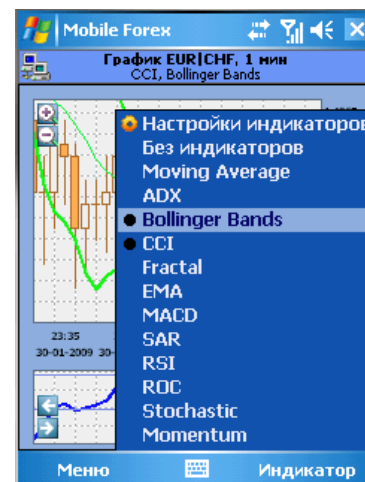 Mobile Forex
График EUR|CHF, 1 мин
CCI, Bollinger Bands
Настройки индикаторов
Без индикаторов
Moving Average
ADX
Bollinger Bands
CCI
Fractal
EMA
MACD
SAR
RSI
ROC
Stochastic
Momentum
23:35
30-01-2009 30-
Меню
Индикатор